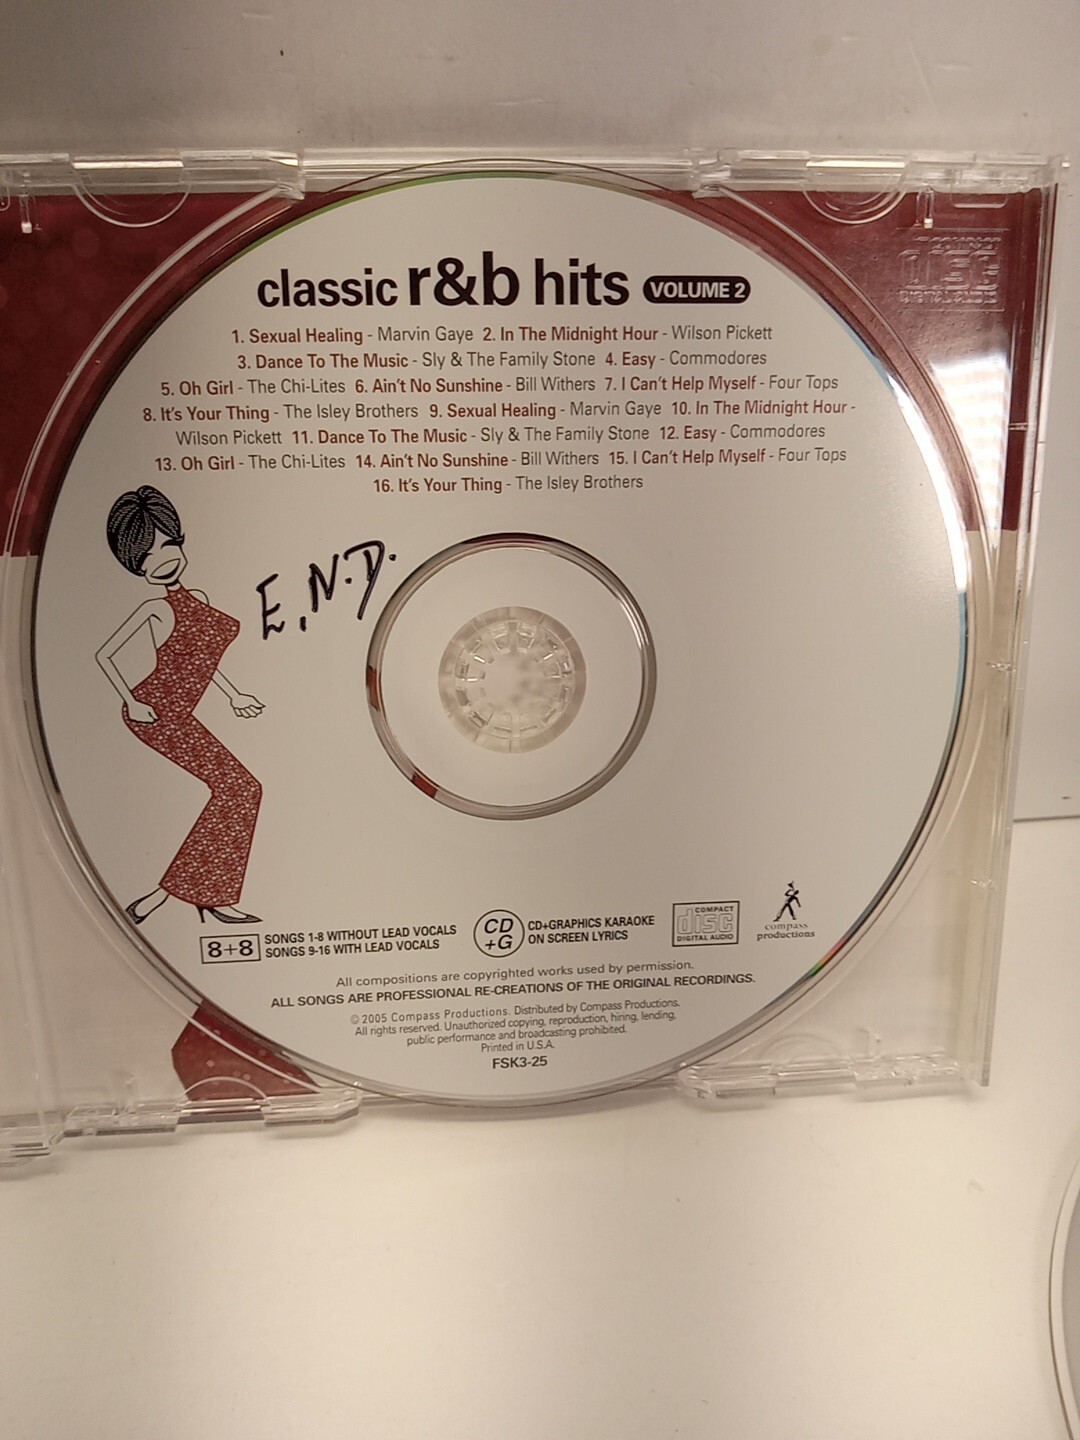 classic r&b hits VOLUME 2
1. Sexual Healing - Marvin Gaye 2. In The Midnight Hour - Wilson Pickett
3. Dance To The Music - Sly & The Family Stone 4. Easy - Commodores
5. Oh Girl - The Chi-Lites 6. Ain't No Sunshine - Bill Withers 7. I Can't Help Myself - Four Tops
8. It's Your Thing - The Isley Brothers 9. Sexual Healing - Marvin Gaye 10. In The Midnight Hour -
Wilson Pickett 11. Dance To The Music - Sly & The Family Stone 12. Easy - Commodores
13. Oh Girl - The Chi-Lites 14. Ain't No Sunshine - Bill Withers 15. I Can't Help Myself - Four Tops
16. It's Your Thing - The Isley Brothers
E.N.D.
8+8
SONGS 1-8 WITHOUT LEAD VOCALS
SONGS 9-16 WITH LEAD VOCALS
CD
+G
CD+GRAPHICS KARAOKE
ON SCREEN LYRICS
COMPACT
disc
DIGITAL AUDIO
compass
productions
All compositions are copyrighted works used by permission.
ALL SONGS ARE PROFESSIONAL RE-CREATIONS OF THE ORIGINAL RECORDINGS.
© 2005 Compass Productions. Distributed by Compass Productions.
All rights reserved. Unauthorized copying, reproduction, hiring, lending,
public performance and broadcasting prohibited.
Printed in U.S.A.
FSK3-25